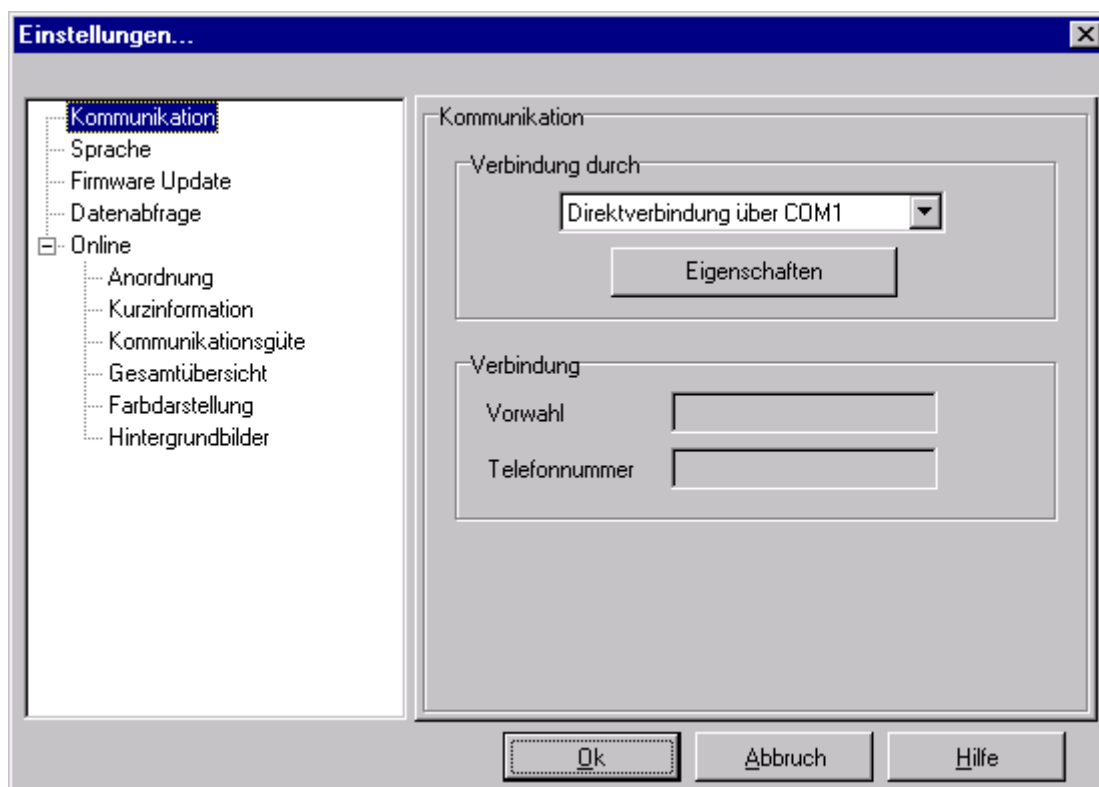 Einstellungen...
Kommunikation
Sprache
Firmware Update
Datenabfrage
Online
Anordnung
Kurzinformation
Kommunikationsgüte
Gesamtübersicht
Farbdarstellung
Hintergrundbilder
Kommunikation
Verbindung durch
Direktverbindung über COM1
Eigenschaften
Verbindung
Vorwahl
Telefonnummer
Ok Abbruch Hilfe